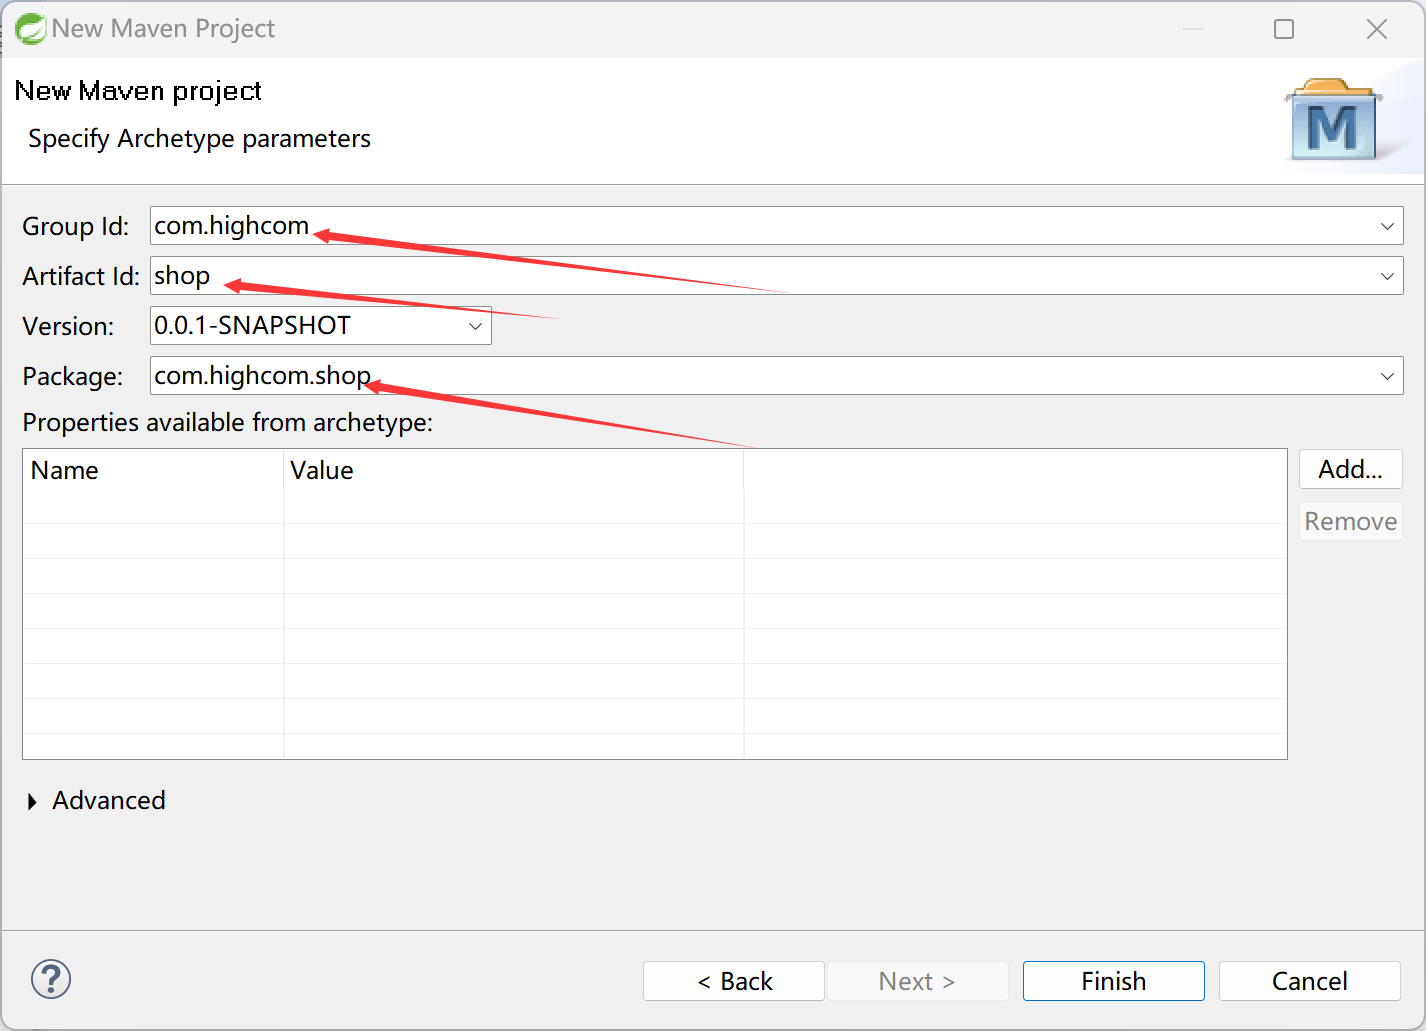 New Maven Project
New Maven project
Specify Archetype parameters
M
Group Id: com.highcom
Artifact Id: shop
Version: 0.0.1-SNAPSHOT
Package: com.highcom.shop
Properties available from archetype:
Name Value
Add...
Remove
Advanced
? < Back Next > Finish Cancel